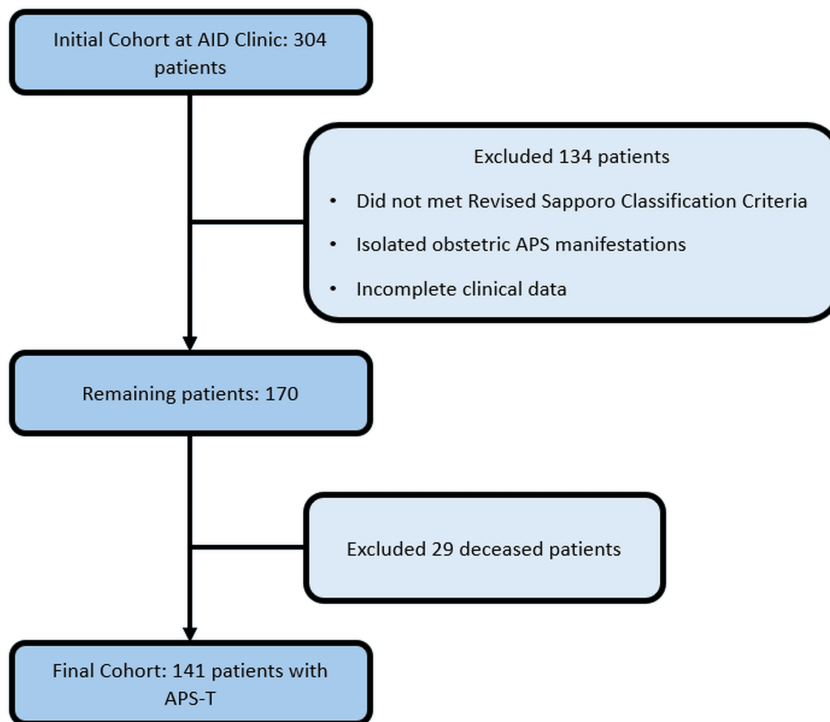 Initial Cohort at AID Clinic: 304
patients
Excluded 134 patients
• Did not met Revised Sapporo Classification Criteria
• Isolated obstetric APS manifestations
• Incomplete clinical data
Remaining patients: 170
Excluded 29 deceased patients
Final Cohort: 141 patients with
APS-T